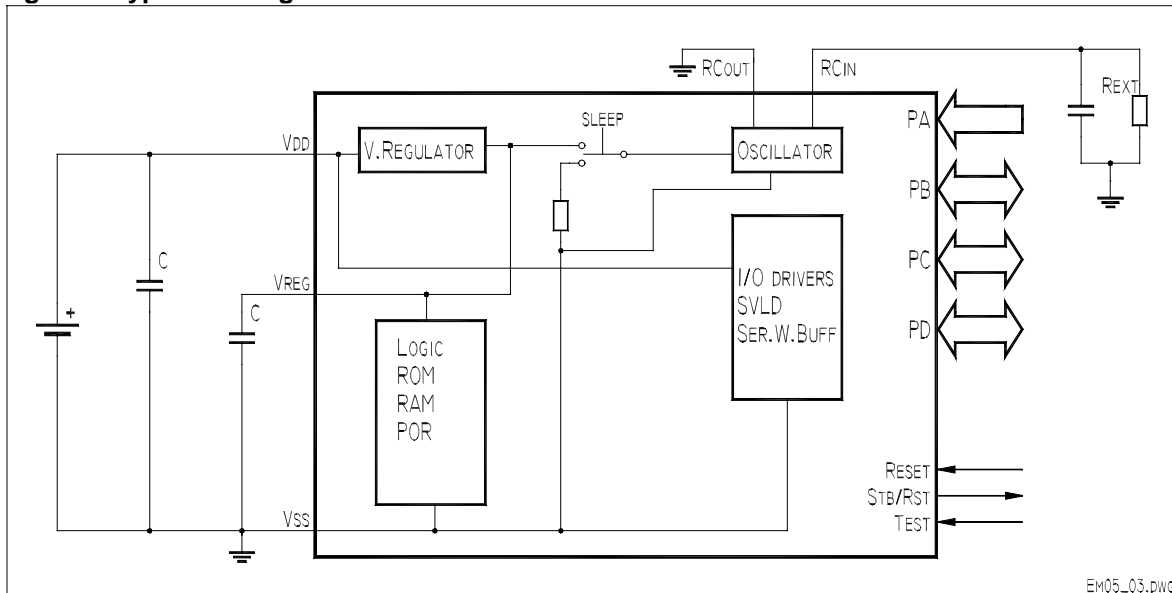 RCOUT
RCIN
REXT
PA
SLEEP
VDD
V.REGULATOR
OSCILLATOR
PB
C
PC
VREG
I/O DRIVERS
SVLD
SER.W.BUFF
C
+
PD
LOGIC
ROM
RAM
POR
RESET
STB/RST
VSS
TEST
EM05_03.DWG